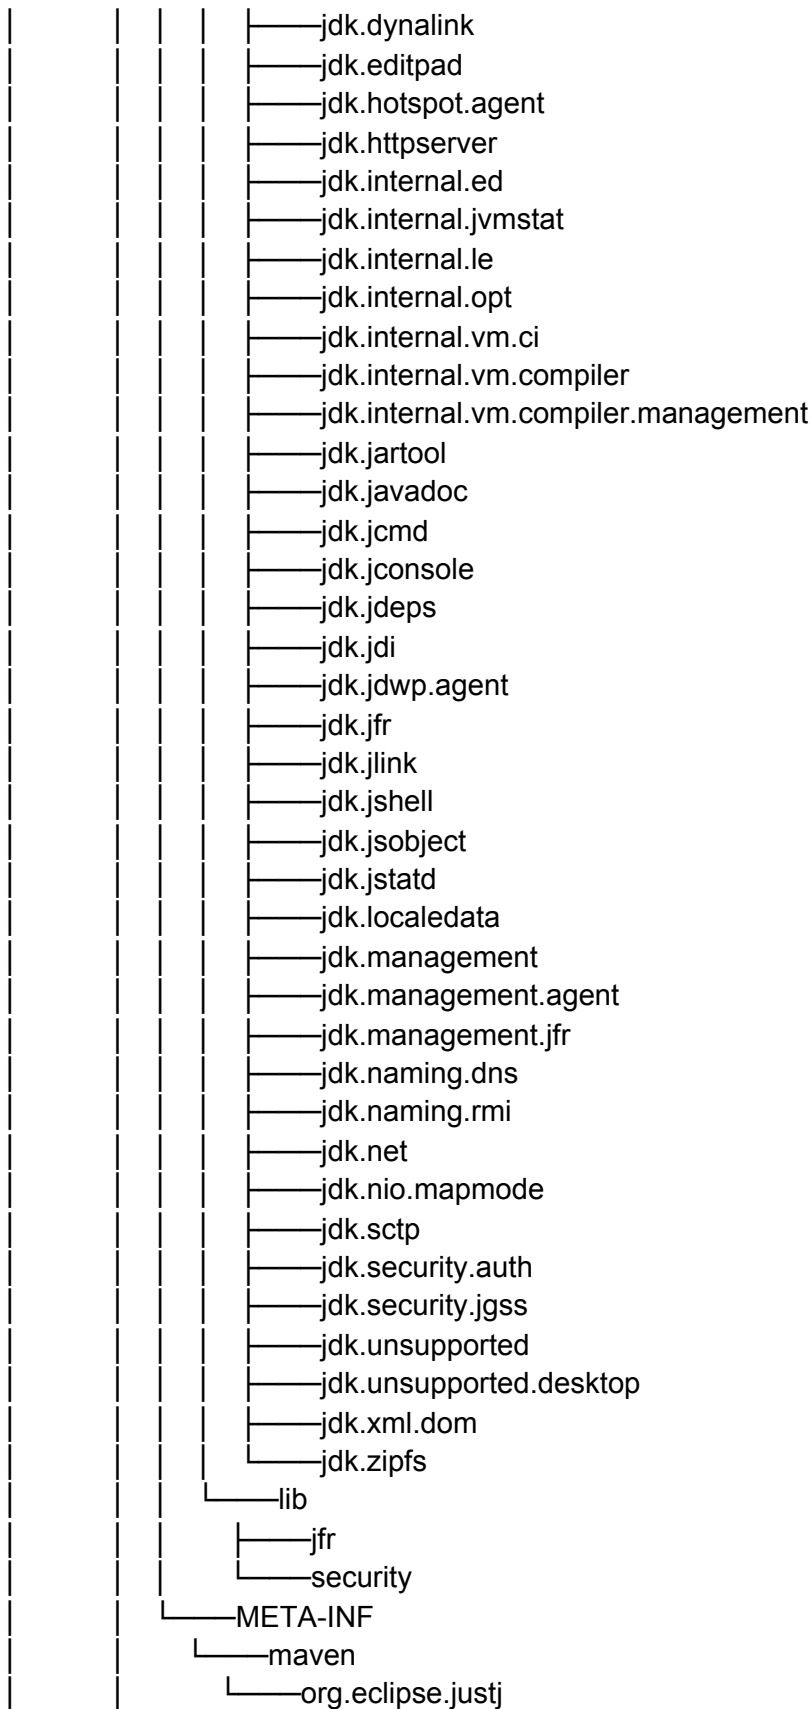 │ │ │ │ ├───jdk.dynalink
│ │ │ │ ├───jdk.editpad
│ │ │ │ ├───jdk.hotspot.agent
│ │ │ │ ├───jdk.httpserver
│ │ │ │ ├───jdk.internal.ed
│ │ │ │ ├───jdk.internal.jvmstat
│ │ │ │ ├───jdk.internal.le
│ │ │ │ ├───jdk.internal.opt
│ │ │ │ ├───jdk.internal.vm.ci
│ │ │ │ ├───jdk.internal.vm.compiler
│ │ │ │ ├───jdk.internal.vm.compiler.management
│ │ │ │ ├───jdk.jartool
│ │ │ │ ├───jdk.javadoc
│ │ │ │ ├───jdk.jcmd
│ │ │ │ ├───jdk.jconsole
│ │ │ │ ├───jdk.jdeps
│ │ │ │ ├───jdk.jdi
│ │ │ │ ├───jdk.jdwp.agent
│ │ │ │ ├───jdk.jfr
│ │ │ │ ├───jdk.jlink
│ │ │ │ ├───jdk.jshell
│ │ │ │ ├───jdk.jsobject
│ │ │ │ ├───jdk.jstatd
│ │ │ │ ├───jdk.localedata
│ │ │ │ ├───jdk.management
│ │ │ │ ├───jdk.management.agent
│ │ │ │ ├───jdk.management.jfr
│ │ │ │ ├───jdk.naming.dns
│ │ │ │ ├───jdk.naming.rmi
│ │ │ │ ├───jdk.net
│ │ │ │ ├───jdk.nio.mapmode
│ │ │ │ ├───jdk.sctp
│ │ │ │ ├───jdk.security.auth
│ │ │ │ ├───jdk.security.jgss
│ │ │ │ ├───jdk.unsupported
│ │ │ │ ├───jdk.unsupported.desktop
│ │ │ │ ├───jdk.xml.dom
│ │ │ │ └───jdk.zipfs
│ │ │ └───lib
│ │ │ ├───jfr
│ │ │ └───security
│ │ └───META-INF
│ │ └───maven
│ │ └───org.eclipse.justj